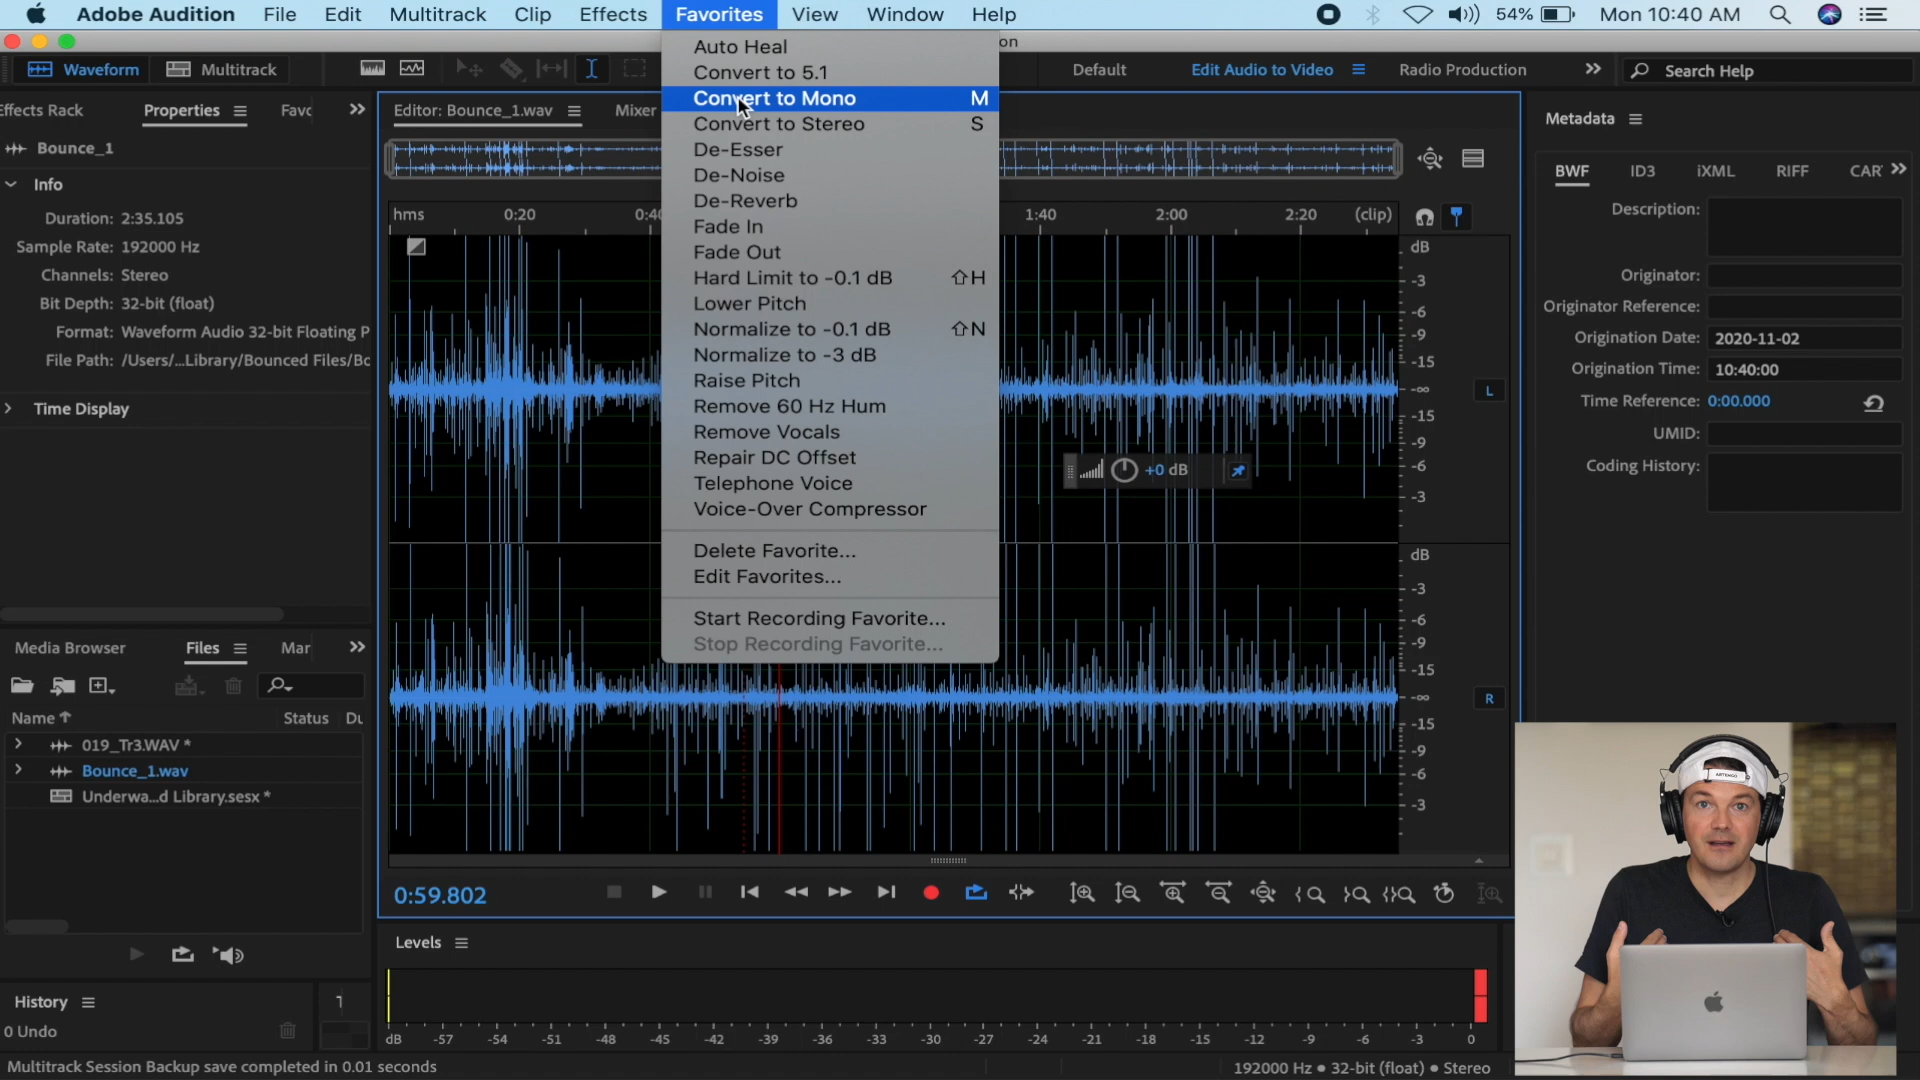 Adobe Audition File Edit Multitrack Clip Effects Favorites View Window Help 54% Mon 10:40 AM
on
Waveform Multitrack Default Edit Audio to Video Radio Production Search Help
Effects Rack Properties Favc
Bounce_1
Info
Duration: 2:35.105
Sample Rate: 192000 Hz
Channels: Stereo
Bit Depth: 32-bit (float)
Format: Waveform Audio 32-bit Floating P
File Path: /Users/...Library/Bounced Files/Bo
Time Display
Media Browser Files Mar
Name Status Du
019_Tr3.WAV *
Bounce_1.wav
Underwa...d Library.sesx *
History
0 Undo
Multitrack Session Backup save completed in 0.01 seconds
Editor: Bounce_1.wav Mixer
Auto Heal
Convert to 5.1
Convert to Mono M
Convert to Stereo S
De-Esser
De-Noise
De-Reverb
Fade In
Fade Out
Hard Limit to -0.1 dB ⇧H
Lower Pitch
Normalize to -0.1 dB ⇧N
Normalize to -3 dB
Raise Pitch
Remove 60 Hz Hum
Remove Vocals
Repair DC Offset
Telephone Voice
Voice-Over Compressor
Delete Favorite...
Edit Favorites...
Start Recording Favorite...
Stop Recording Favorite...
hms 0:20 0:40 1:40 2:00 2:20 (clip)
dB
-3
-6
-9
-15
-∞
-15
-9
-6
-3
L
+0 dB
dB
-3
-6
-9
-15
-∞
-15
-9
-6
-3
R
0:59.802
Levels
dB -57 -54 -51 -48 -45 -42 -39 -36 -33 -30 -27 -24 -21 -18 -15 -12 -9 -6 -3 0
192000 Hz • 32-bit (float) • Stereo
Metadata
BWF ID3 iXML RIFF CAR
Description:
Originator:
Originator Reference:
Origination Date: 2020-11-02
Origination Time: 10:40:00
Time Reference: 0:00.000
UMID:
Coding History:
ARTENGO